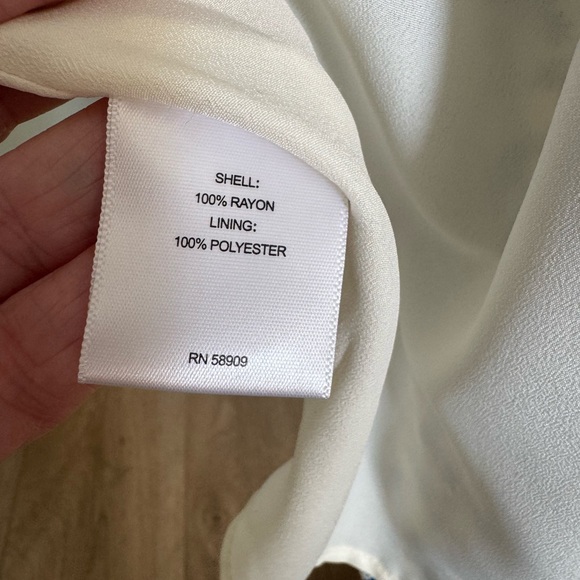 SHELL:
100% RAYON
LINING:
100% POLYESTER
RN 58909